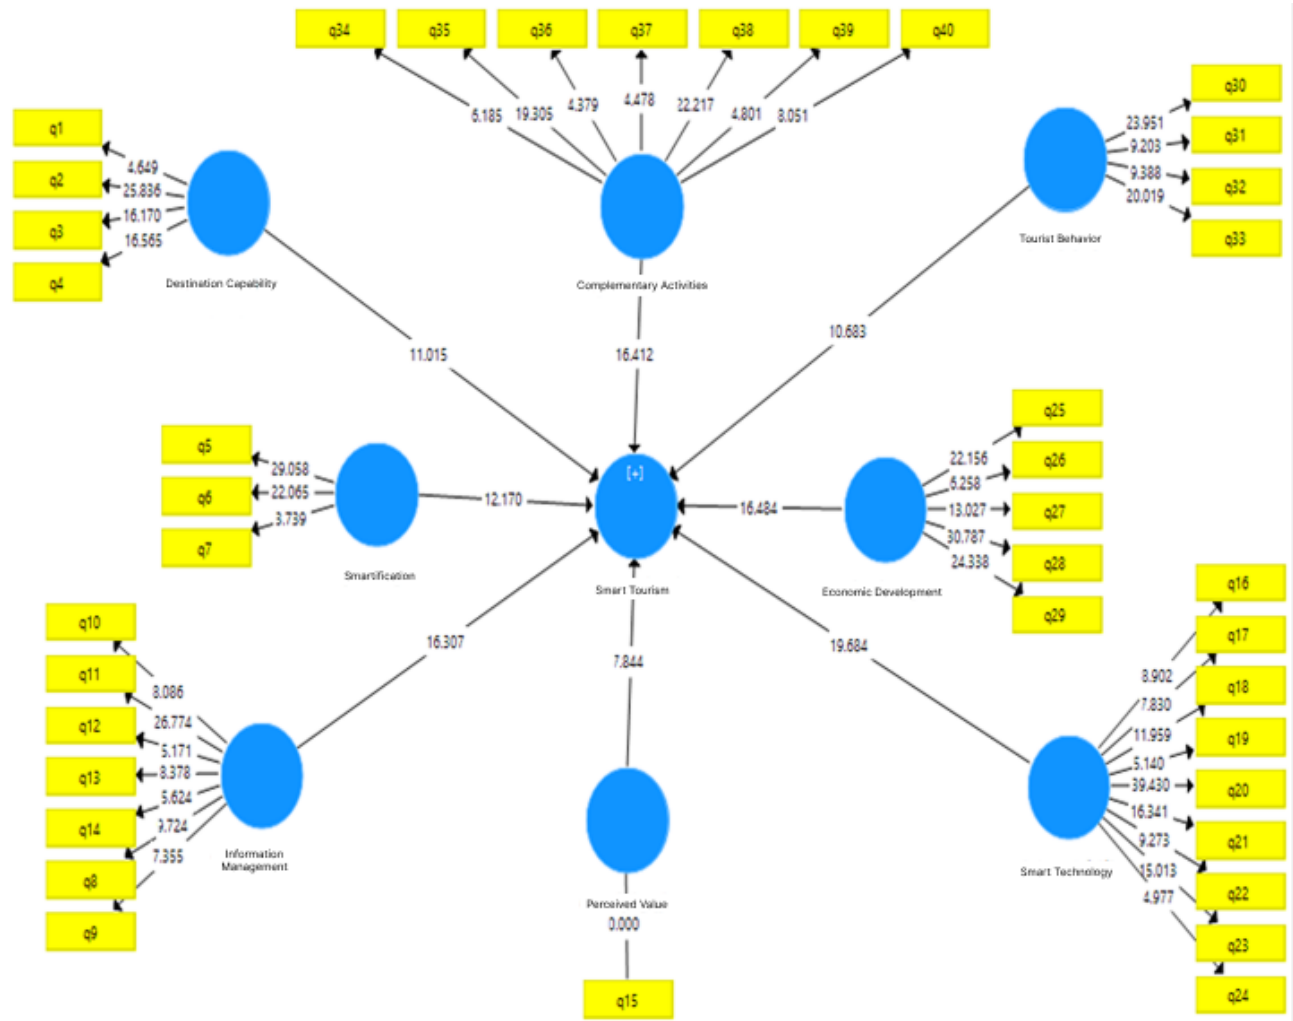 q34 q35 q36 q37 q38 q39 q40
6.185 19.305 4.379 4.478 22.217 4.801 8.051
Complementary Activities
16.412
q1
q2
q3
q4
4.649
25.836
16.170
16.565
Destination Capability
11.015
q30
q31
q32
q33
23.951
9.203
9.388
20.019
Tourist Behavior
10.683
q5
q6
q7
29.058
22.065
3.739
Smartification
12.170
[+]
Smart Tourism
16.484
Economic Development
q25
q26
q27
q28
q29
22.156
6.258
13.027
30.787
24.338
q10
q11
q12
q13
q14
q8
q9
8.086
26.774
5.171
8.378
5.624
7.355
Information
Management
16.307
7.844
Perceived Value
0.000
q15
19.684
Smart Technology
q16
q17
q18
q19
q20
q21
q22
q23
q24
8.902
7.830
11.959
5.140
39.430
16.341
9.273
15.013
4.977